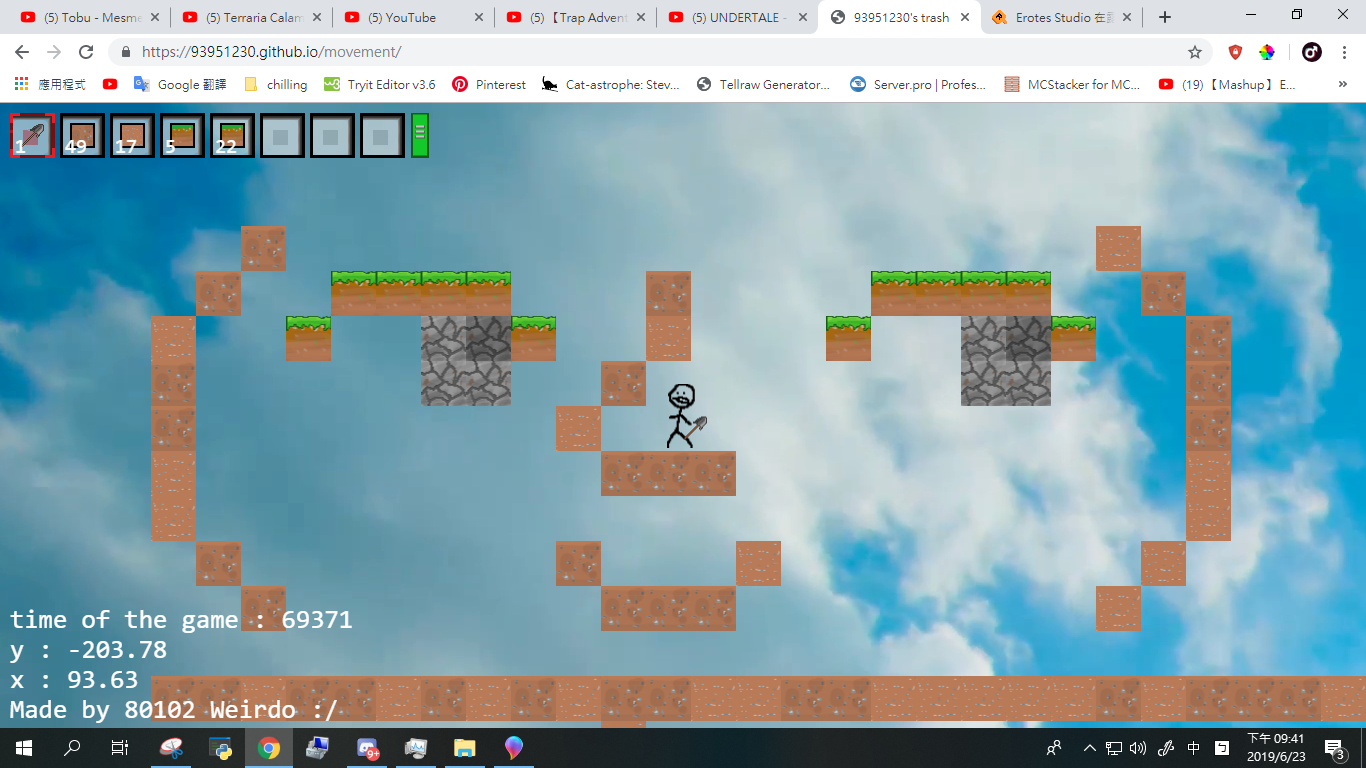 (5) Tobu - Mesme
(5) Terraria Calam
(5) YouTube
(5)【Trap Advent
(5) UNDERTALE -
93951230's trash
Erotes Studio 在
https://93951230.github.io/movement/
應用程式
Google 翻譯
chilling
Tryit Editor v3.6
Pinterest
Cat-astrophe: Stev...
Tellraw Generator...
Server.pro | Profes...
MCStacker for MC...
(19)【Mashup】E...
»
1 49 17 5 22
time of the game : 69371
y : -203.78
x : 93.63
Made by 80102 Weirdo :/
9+
中
下午 09:41
2019/6/23
3